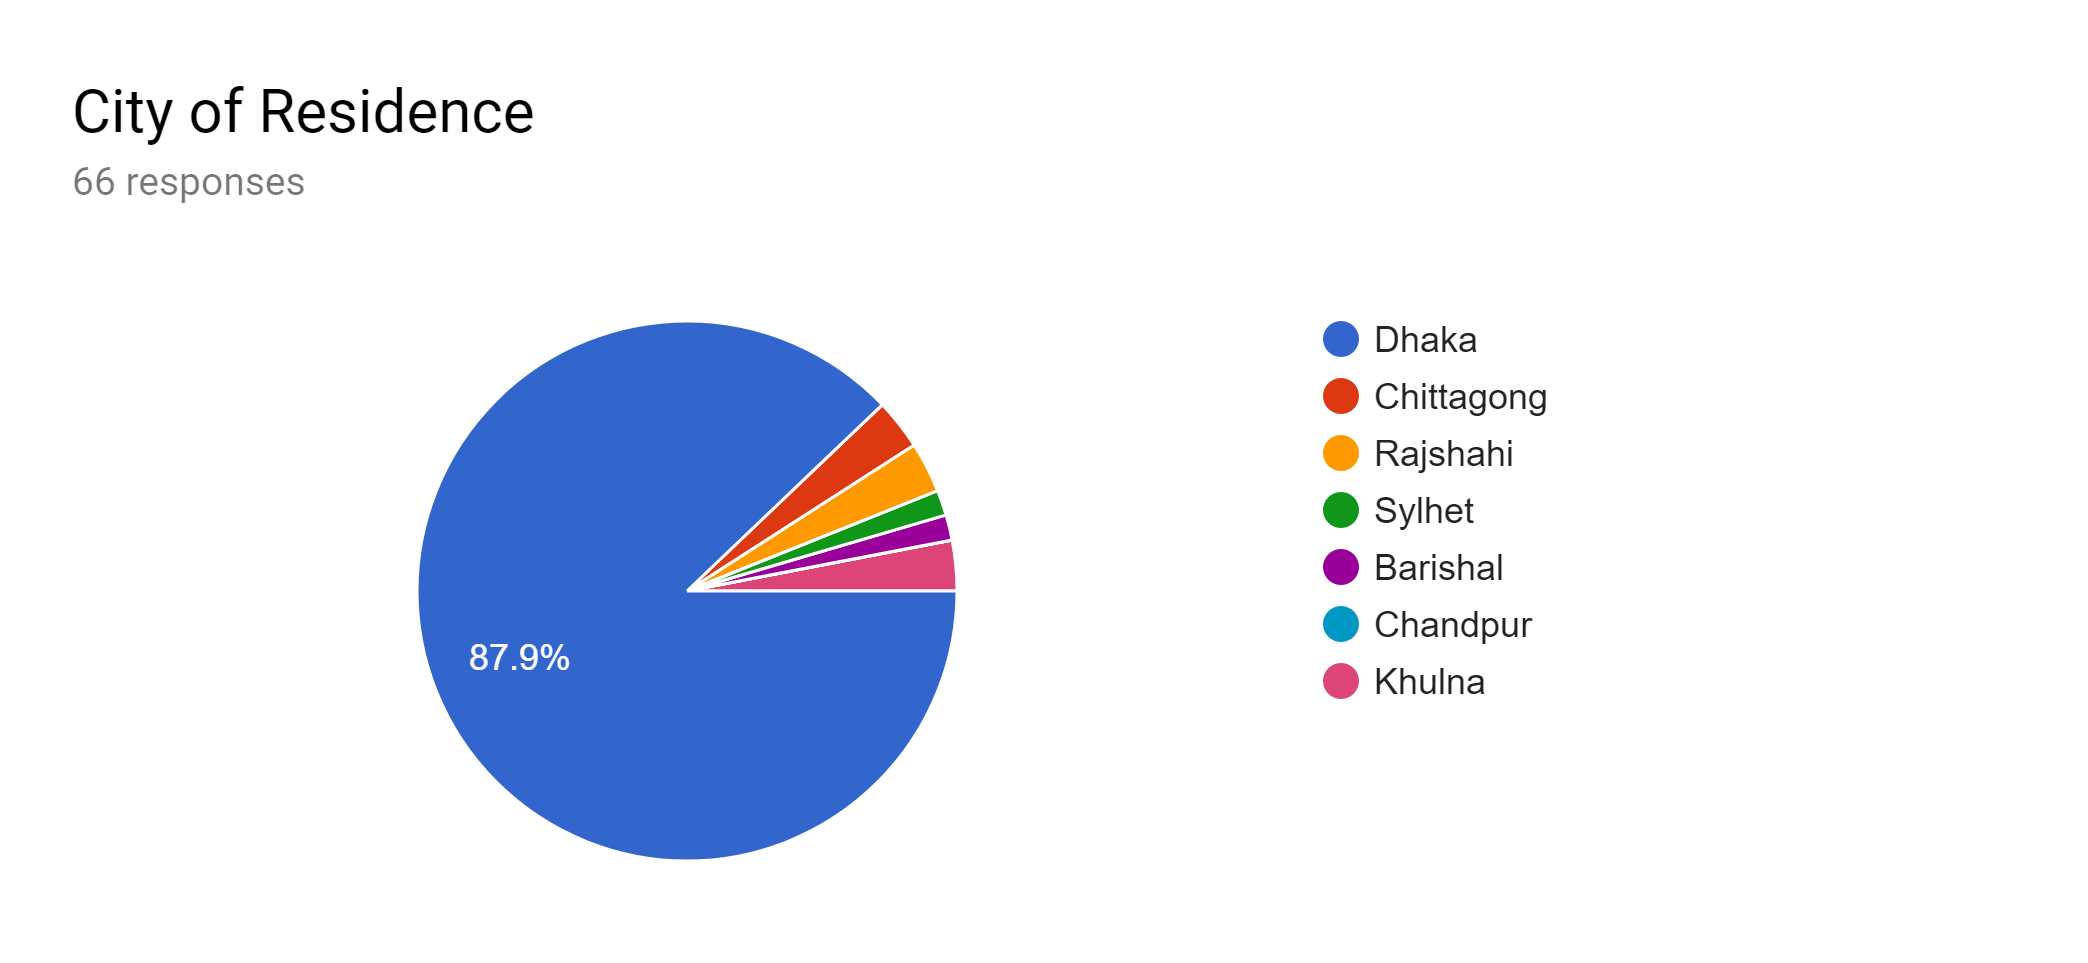 City of Residence
66 responses
87.9%
Dhaka
Chittagong
Rajshahi
Sylhet
Barishal
Chandpur
Khulna